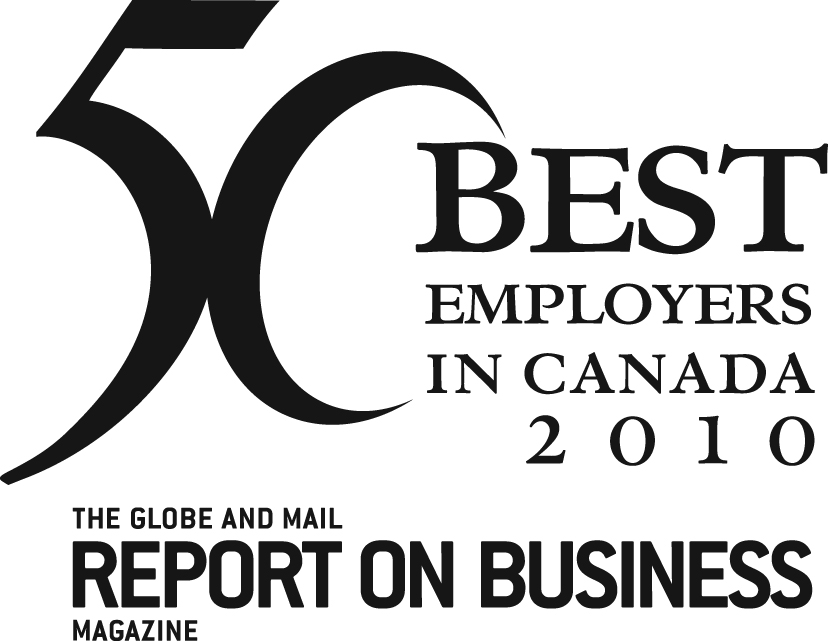 50
BEST
EMPLOYERS
IN CANADA
2010
THE GLOBE AND MAIL
REPORT ON BUSINESS
MAGAZINE